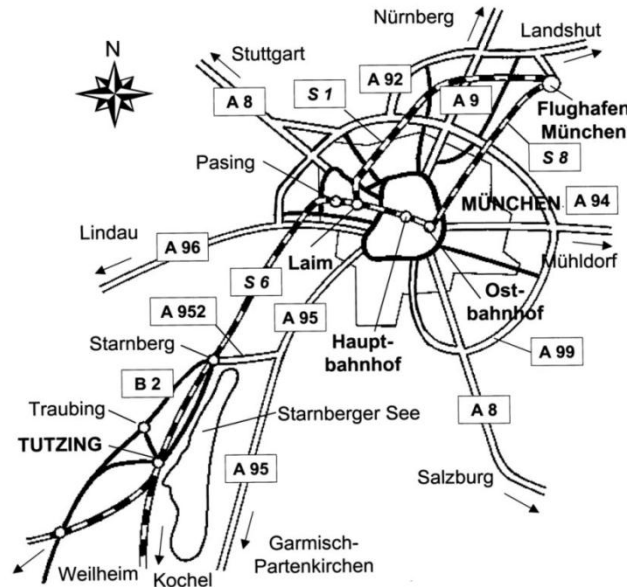 Nürnberg
N
Stuttgart
Landshut
A 92
S 1
A 8
A 9
Flughafen
München
Pasing
S 8
MÜNCHEN
A 94
Lindau
A 96
Laim
Mühldorf
S 6
Ost-
bahnhof
A 952
A 95
Haupt-
bahnhof
Starnberg
A 99
B 2
A 8
Traubing
Starnberger See
TUTZING
A 95
Salzburg
Garmisch-
Partenkirchen
Weilheim
Kochel